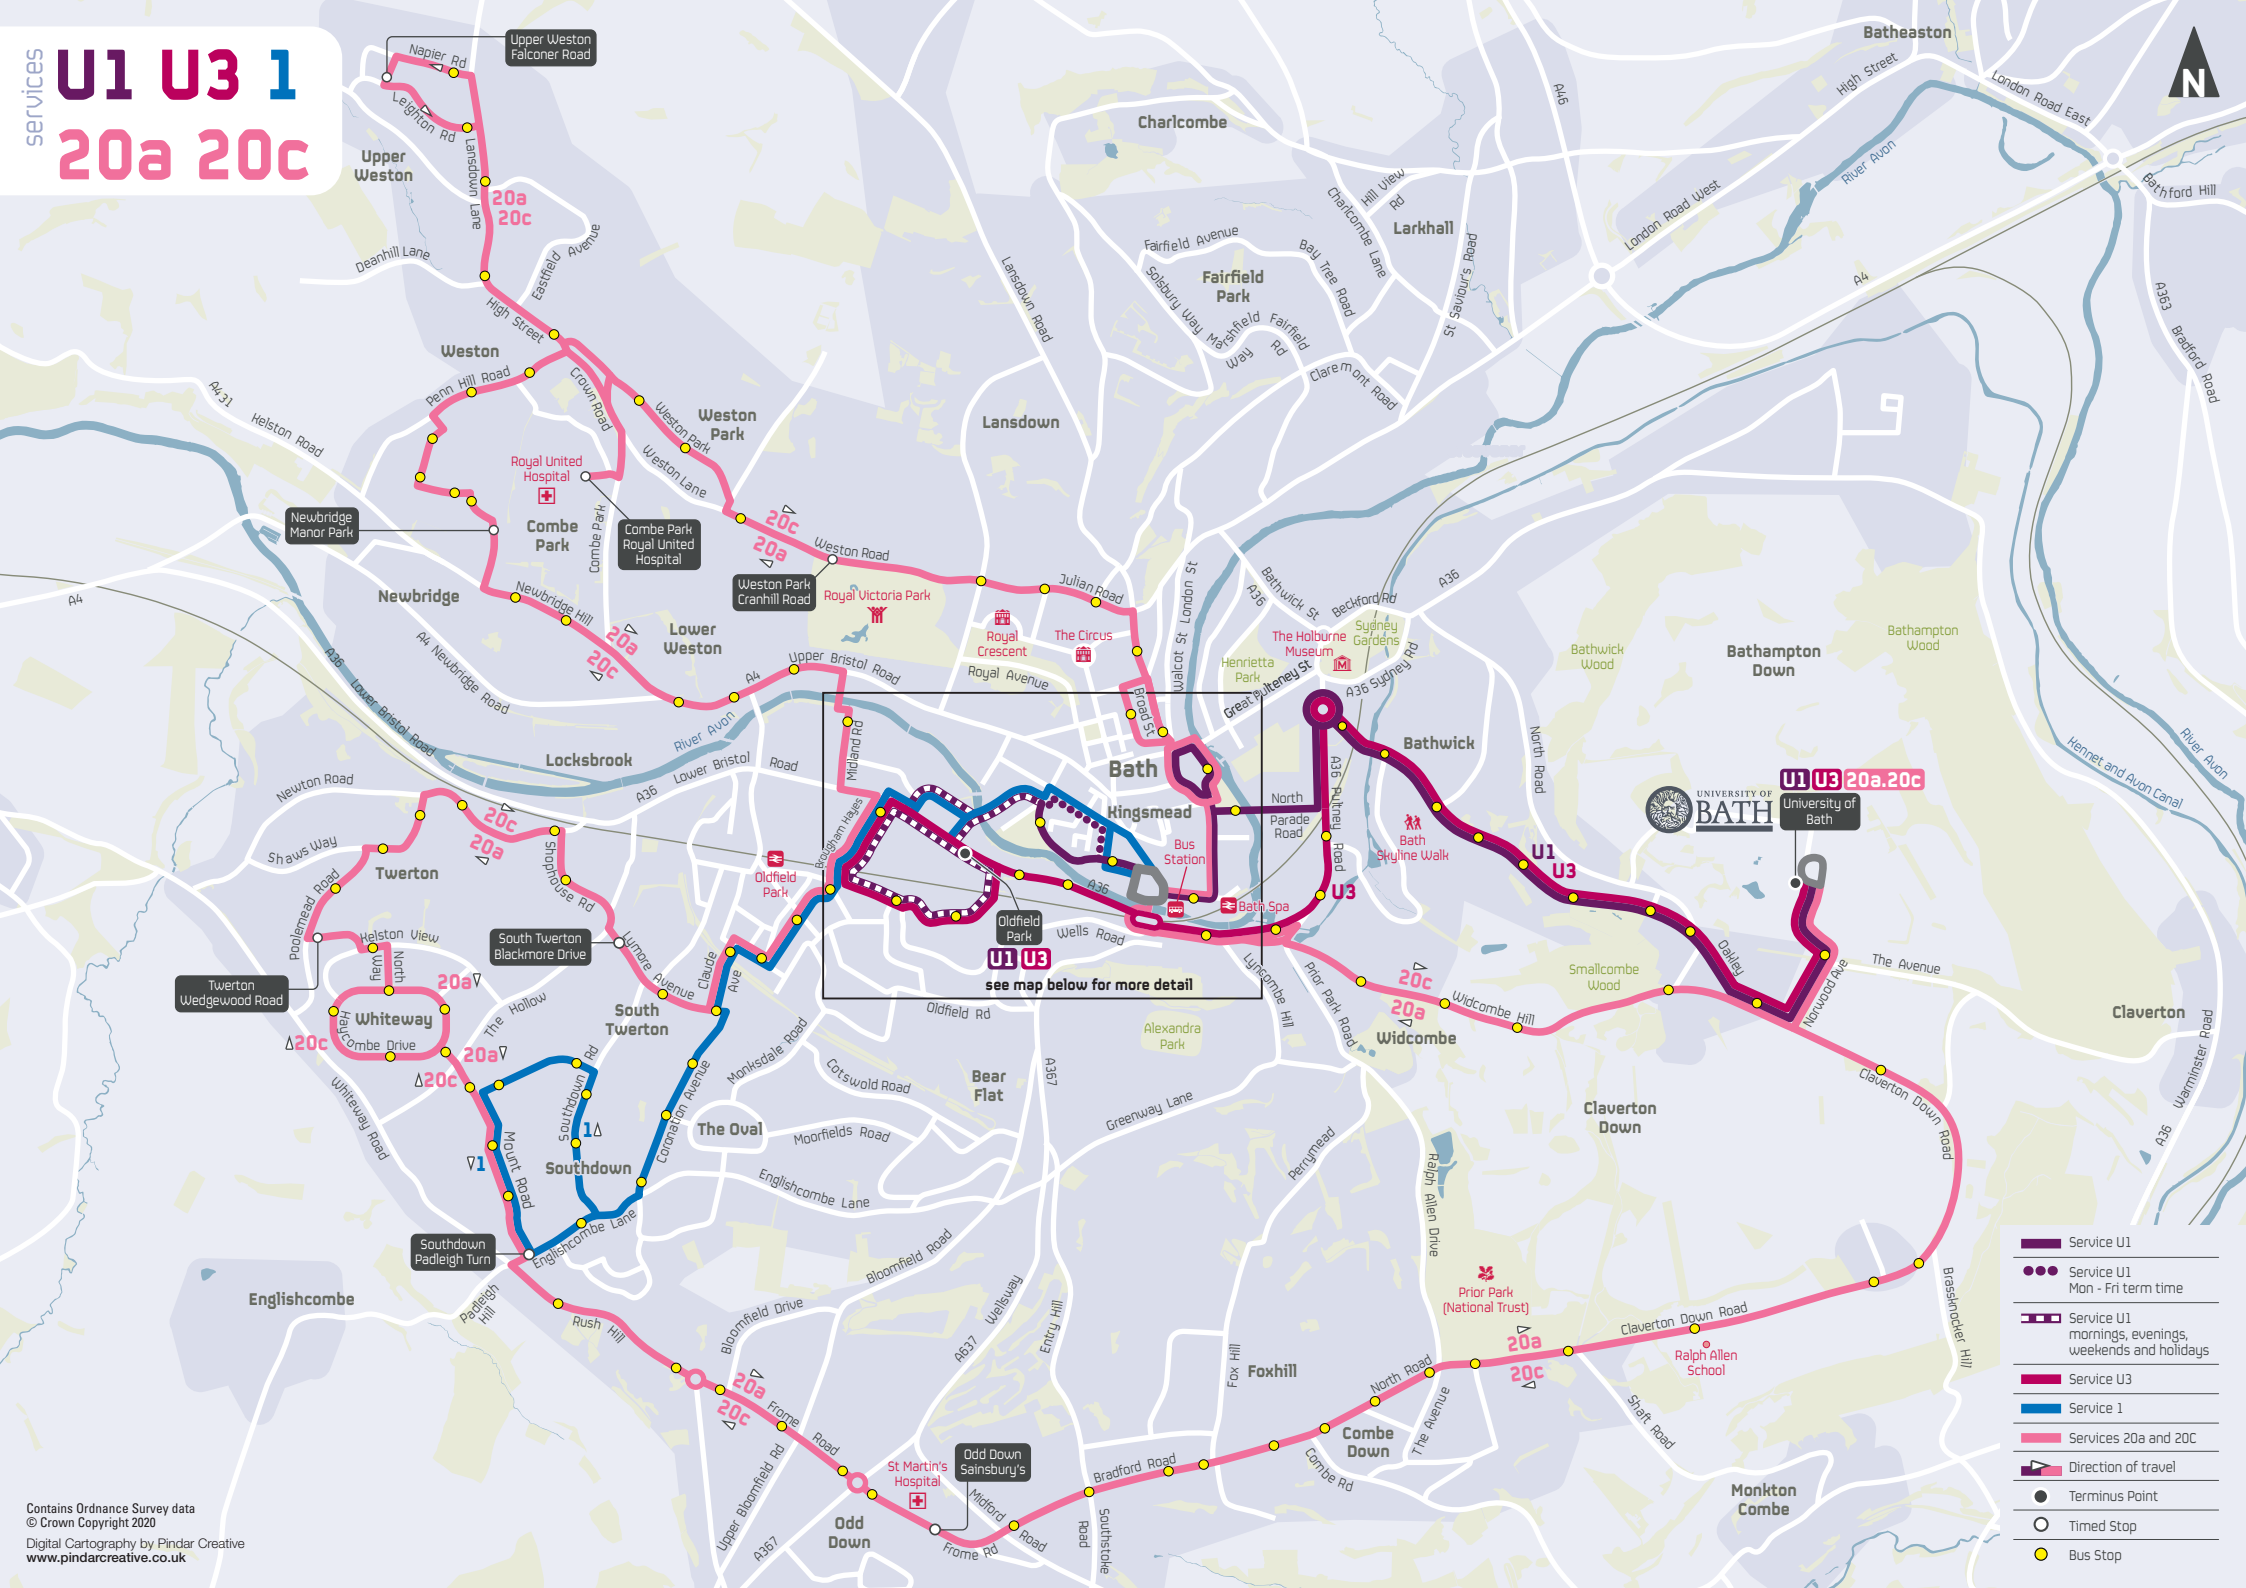 services
U1 U3 1
20a 20c
Upper Weston
Falconer Road
Napier Rd
Leighton Rd
Lansdown Lane
Upper
Weston
20a
20c
Deanhill Lane
Eastfield Avenue
High Street
Weston
Penn Hill Road
Crown Road
Weston Park
Weston
Park
Weston Lane
A431
Kelston Road
Royal United
Hospital
Combe
Park
Combe Park
Combe Park
Royal United
Hospital
Newbridge
Manor Park
Newbridge
Newbridge Hill
20a
20c
Lower
Weston
A4 Newbridge Road
A4
A36
Lower Bristol Road
20c
20a
Weston Road
Weston Park
Cranhill Road
Royal Victoria Park
Upper Bristol Road
A4
River Avon
Locksbrook
Lower Bristol Road
A36
Newton Road
Shaws Way
Twerton
20c
20a
Shophouse Rd
Poolemead Road
Kelston View
North
Way
Twerton
Wedgewood Road
South Twerton
Blackmore Drive
Lymore Avenue
South
Twerton
Claude
Ave
20a
Whiteway
Haycombe Drive
20c
20a
20c
The Hollow
Whiteway Road
Southdown Rd
1
1
Mount Road
Southdown
Coronation Avenue
Englishcombe Lane
Southdown
Padleigh Turn
Padleigh
Hill
Englishcombe
Rush Hill
Monksdale Road
The Oval
Moorfields Road
Cotswold Road
Englishcombe Lane
Bloomfield Road
Bloomfield Drive
20a
20c
Frome Road
Upper Bloomfield Rd
A367
Odd
Down
St Martin's
Hospital
Odd Down
Sainsbury's
Midford Road
Frome Rd
A637
Wellsway
Entry Hill
Bear
Flat
A367
Greenway Lane
Perrymead
Oldfield Rd
Fox Hill
Foxhill
Southstoke
Road
Bradford Road
Combe Rd
Combe
Down
The Avenue
North Road
20a
20c
Claverton Down Road
Ralph Allen
School
Shaft Road
Monkton
Combe
Brassknocker Hill
Prior Park
(National Trust)
Ralph Allen Drive
Claverton
Down
Claverton Down Road
Charlcombe
Lansdown Road
Lansdown
Fairfield Avenue
Solsbury Way
Fairfield
Park
Marshfield
Way
Fairfield
Rd
Bay Tree Road
Charlcombe Lane
Hill View
Rd
Larkhall
St Saviour's Road
Claremont Road
A46
London Road West
Batheaston
High Street
London Road East
River Avon
Bathford Hill
A4
A363
Bradford Road
N
Julian Road
Royal
Crescent
The Circus
Royal Avenue
Broad St
Walcot St
London St
Bathwick St
A36
Beckford Rd
A36
The Holburne
Museum
Sydney
Gardens
Henrietta
Park
Great Pulteney St
A36 Sydney Rd
Bathwick
Wood
Bathampton
Down
Bathampton
Wood
North Road
Bathwick
Bath
Kingsmead
North
Parade
Road
A36 Pultney Road
Bath
Skyline Walk
U1
U3
U3
Midland Rd
Brougham Hayes
Oldfield
Park
Bus
Station
A36
Bath Spa
Oldfield
Park
Wells Road
U1 U3
see map below for more detail
Lyncombe Hill
Prior Park Road
Alexandra
Park
20c
20a
Widcombe Hill
Widcombe
Smallcombe
Wood
Oakley
Norwood Ave
The Avenue
UNIVERSITY OF
BATH
U1 U3 20a.20c
University of
Bath
Kennet and Avon Canal
River Avon
Claverton
Warminster Road
A36
Service U1
Service U1
Mon - Fri term time
Service U1
mornings, evenings,
weekends and holidays
Service U3
Service 1
Services 20a and 20C
Direction of travel
Terminus Point
Timed Stop
Bus Stop
Contains Ordnance Survey data
© Crown Copyright 2020
Digital Cartography by Pindar Creative
www.pindarcreative.co.uk